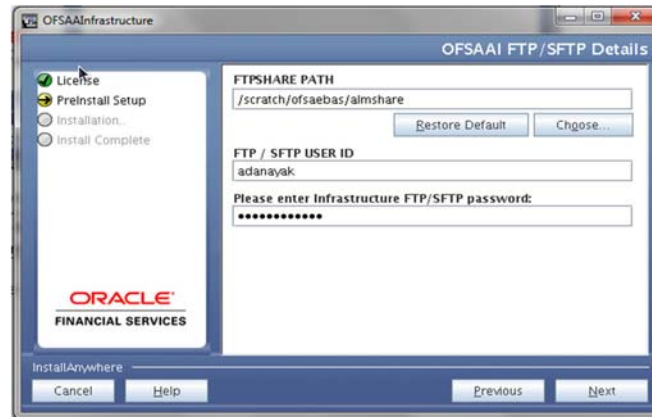 OFSAAInfrastructure
OFSAAI FTP/SFTP Details
License
PreInstall Setup
Installation..
Install Complete
FTPSHARE PATH
/scratch/ofsaebas/almshare
Restore Default
Choose...
FTP / SFTP USER ID
adanayak
Please enter Infrastructure FTP/SFTP password:
••••••••••••
ORACLE®
FINANCIAL SERVICES
InstallAnywhere
Cancel
Help
Previous
Next